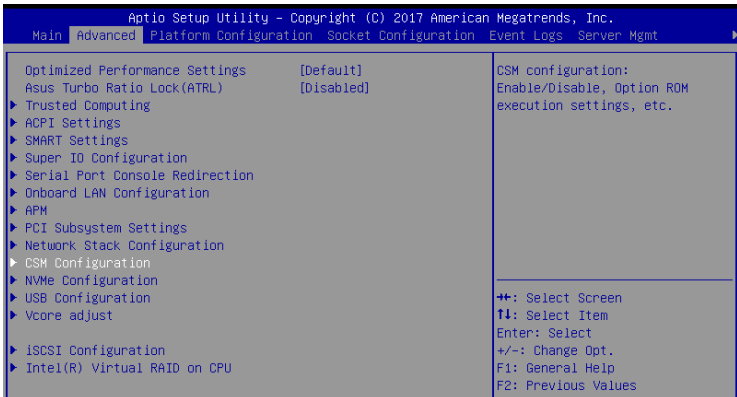 Aptio Setup Utility – Copyright (C) 2017 American Megatrends, Inc.
Main Advanced Platform Configuration Socket Configuration Event Logs Server Mgmt
Optimized Performance Settings [Default]
Asus Turbo Ratio Lock(ATRL) [Disabled]
Trusted Computing
ACPI Settings
SMART Settings
Super IO Configuration
Serial Port Console Redirection
Onboard LAN Configuration
APM
PCI Subsystem Settings
Network Stack Configuration
CSM Configuration
NVMe Configuration
USB Configuration
Vcore adjust
iSCSI Configuration
Intel(R) Virtual RAID on CPU
CSM configuration:
Enable/Disable, Option ROM
execution settings, etc.
→←: Select Screen
↑↓: Select Item
Enter: Select
+/-: Change Opt.
F1: General Help
F2: Previous Values